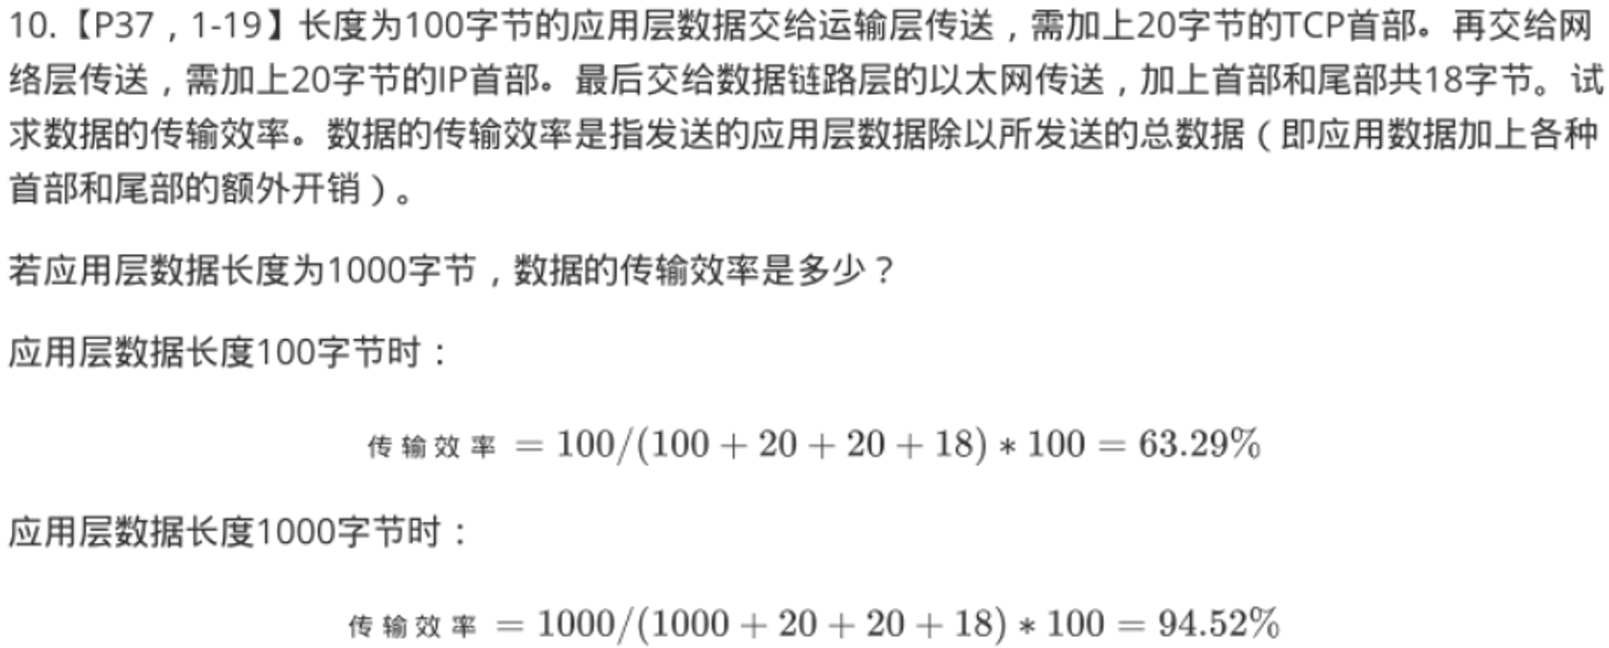 10.【P37，1-19】长度为100字节的应用层数据交给运输层传送，需加上20字节的TCP首部。再交给网
络层传送，需加上20字节的IP首部。最后交给数据链路层的以太网传送，加上首部和尾部共18字节。试
求数据的传输效率。数据的传输效率是指发送的应用层数据除以所发送的总数据（即应用数据加上各种
首部和尾部的额外开销）。
若应用层数据长度为1000字节，数据的传输效率是多少？
应用层数据长度100字节时：
传输效率 = 100/(100 + 20 + 20 + 18) ∗ 100 = 63.29%
应用层数据长度1000字节时：
传输效率 = 1000/(1000 + 20 + 20 + 18) ∗ 100 = 94.52%